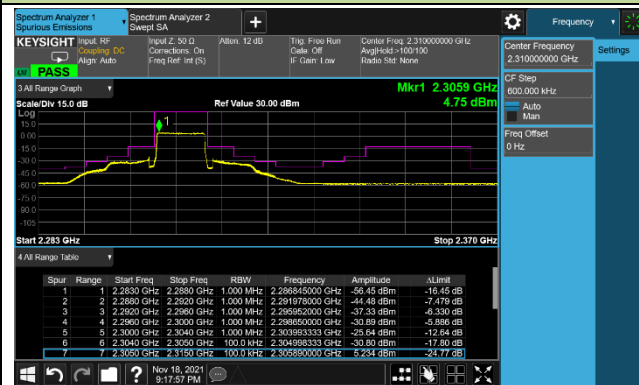 Spectrum Analyzer 1
Spurious Emissions
Spectrum Analyzer 2
Swept SA
Frequency
KEYSIGHT
Input: RF
Coupling: DC
Align: Auto
Input Z: 50 Ω
Corrections: On
Freq Ref: Int (S)
Atten: 12 dB
Trig: Free Run
Gate: Off
IF Gain: Low
Center Freq: 2.310000000 GHz
Avg|Hold:>100/100
Radio Std: None
PASS
Center Frequency
2.310000000 GHz
Settings
CF Step
600.000 kHz
Auto
Man
Freq Offset
0 Hz
3 All Range Graph
Mkr1 2.3059 GHz
Scale/Div 15.0 dB
Ref Value 30.00 dBm
4.75 dBm
Log
15.0
0.00
-15.0
-30.0
-45.0
-60.0
-75.0
-90.0
-105
1
Start 2.283 GHz
Stop 2.370 GHz
4 All Range Table
Spur Range Start Freq Stop Freq RBW Frequency Amplitude ΔLimit
1 1 2.2830 GHz 2.2880 GHz 1.000 MHz 2.286845000 GHz -56.45 dBm -16.45 dB
2 2 2.2880 GHz 2.2920 GHz 1.000 MHz 2.291978000 GHz -44.48 dBm -7.479 dB
3 3 2.2920 GHz 2.2960 GHz 1.000 MHz 2.295952000 GHz -37.33 dBm -6.330 dB
4 4 2.2960 GHz 2.3000 GHz 1.000 MHz 2.298650000 GHz -30.89 dBm -5.886 dB
5 5 2.3000 GHz 2.3040 GHz 1.000 MHz 2.303993333 GHz -25.64 dBm -12.64 dB
6 6 2.3040 GHz 2.3050 GHz 100.0 kHz 2.304998333 GHz -30.80 dBm -17.80 dB
7 7 2.3050 GHz 2.3150 GHz 100.0 kHz 2.305890000 GHz 5.234 dBm -24.77 dB
Nov 18, 2021
9:17:57 PM